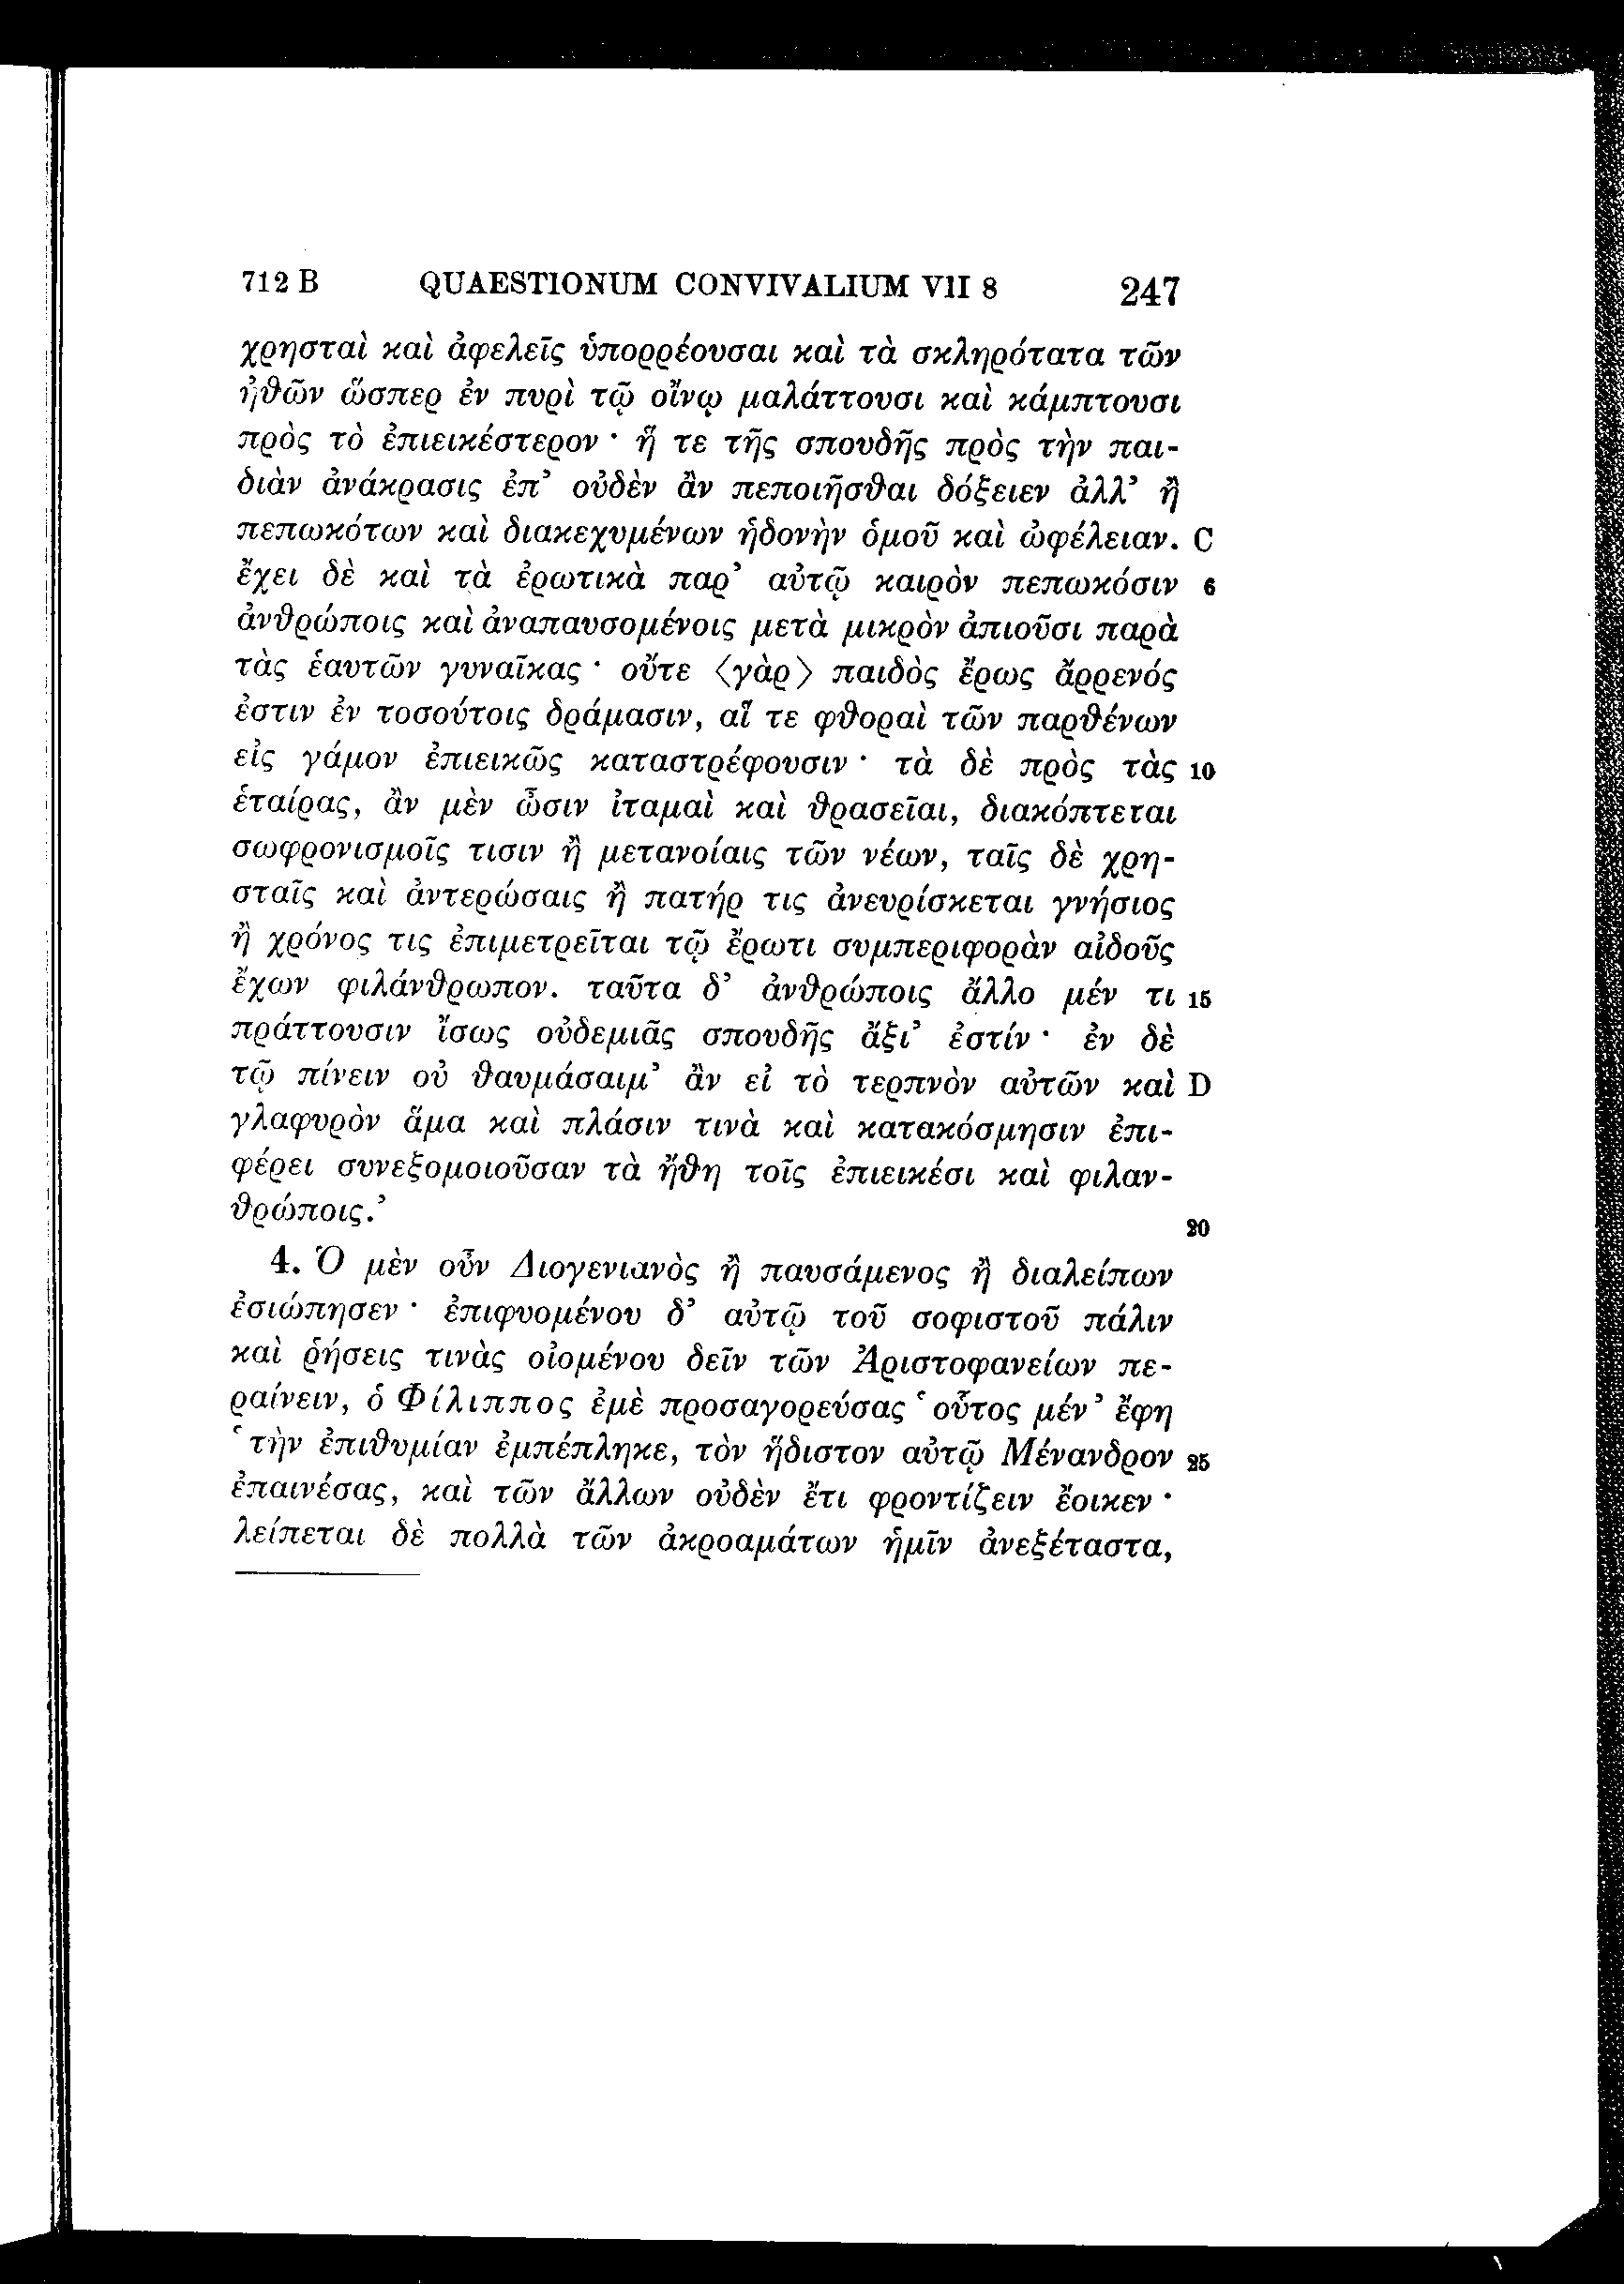 712 B QUAESTIONUM CONVIVALIUM VII 8 247
χρησταὶ καὶ ἀφελεῖς ὑπορρέουσαι καὶ τὰ σκληρότατα τῶν
ἠθῶν ὥσπερ ἐν πυρὶ τῷ οἴνῳ μαλάττουσι καὶ κάμπτουσι
πρὸς τὸ ἐπιεικέστερον · ἥ τε τῆς σπουδῆς πρὸς τὴν παι-
διὰν ἀνάκρασις ἐπ’ οὐδὲν ἂν πεποιῆσθαι δόξειεν ἀλλ’ ἢ
πεπωκότων καὶ διακεχυμένων ἡδονὴν ὁμοῦ καὶ ὠφέλειαν. C
ἔχει δὲ καὶ τὰ ἐρωτικὰ παρ’ αὐτῷ καιρὸν πεπωκόσιν 6
ἀνθρώποις καὶ ἀναπαυσομένοις μετὰ μικρὸν ἀπιοῦσι παρὰ
τὰς ἑαυτῶν γυναῖκας · οὔτε ⟨γὰρ⟩ παιδὸς ἔρως ἄρρενός
ἐστιν ἐν τοσούτοις δράμασιν, αἵ τε φθοραὶ τῶν παρθένων
εἰς γάμον ἐπιεικῶς καταστρέφουσιν · τὰ δὲ πρὸς τὰς 10
ἑταίρας, ἂν μὲν ὦσιν ἰταμαὶ καὶ θρασεῖαι, διακόπτεται
σωφρονισμοῖς τισιν ἢ μετανοίαις τῶν νέων, ταῖς δὲ χρη-
σταῖς καὶ ἀντερώσαις ἢ πατήρ τις ἀνευρίσκεται γνήσιος
ἢ χρόνος τις ἐπιμετρεῖται τῷ ἔρωτι συμπεριφορὰν αἰδοῦς
ἔχων φιλάνθρωπον. ταῦτα δ’ ἀνθρώποις ἄλλο μέν τι 15
πράττουσιν ἴσως οὐδεμιᾶς σπουδῆς ἄξι’ ἐστίν · ἐν δὲ
τῷ πίνειν οὐ θαυμάσαιμ’ ἂν εἰ τὸ τερπνὸν αὐτῶν καὶ D
γλαφυρὸν ἅμα καὶ πλάσιν τινὰ καὶ κατακόσμησιν ἐπι-
φέρει συνεξομοιοῦσαν τὰ ἤθη τοῖς ἐπιεικέσι καὶ φιλαν-
θρώποις.’ 20
4. Ὁ μὲν οὖν Διογενιανὸς ἢ παυσάμενος ἢ διαλείπων
ἐσιώπησεν · ἐπιφυομένου δ’ αὐτῷ τοῦ σοφιστοῦ πάλιν
καὶ ῥήσεις τινὰς οἰομένου δεῖν τῶν Ἀριστοφανείων πε-
ραίνειν, ὁ Φίλιππος ἐμὲ προσαγορεύσας ‘οὗτος μέν’ ἔφη
‘τὴν ἐπιθυμίαν ἐμπέπληκε, τὸν ἥδιστον αὐτῷ Μένανδρον 25
ἐπαινέσας, καὶ τῶν ἄλλων οὐδὲν ἔτι φροντίζειν ἔοικεν ·
λείπεται δὲ πολλὰ τῶν ἀκροαμάτων ἡμῖν ἀνεξέταστα,